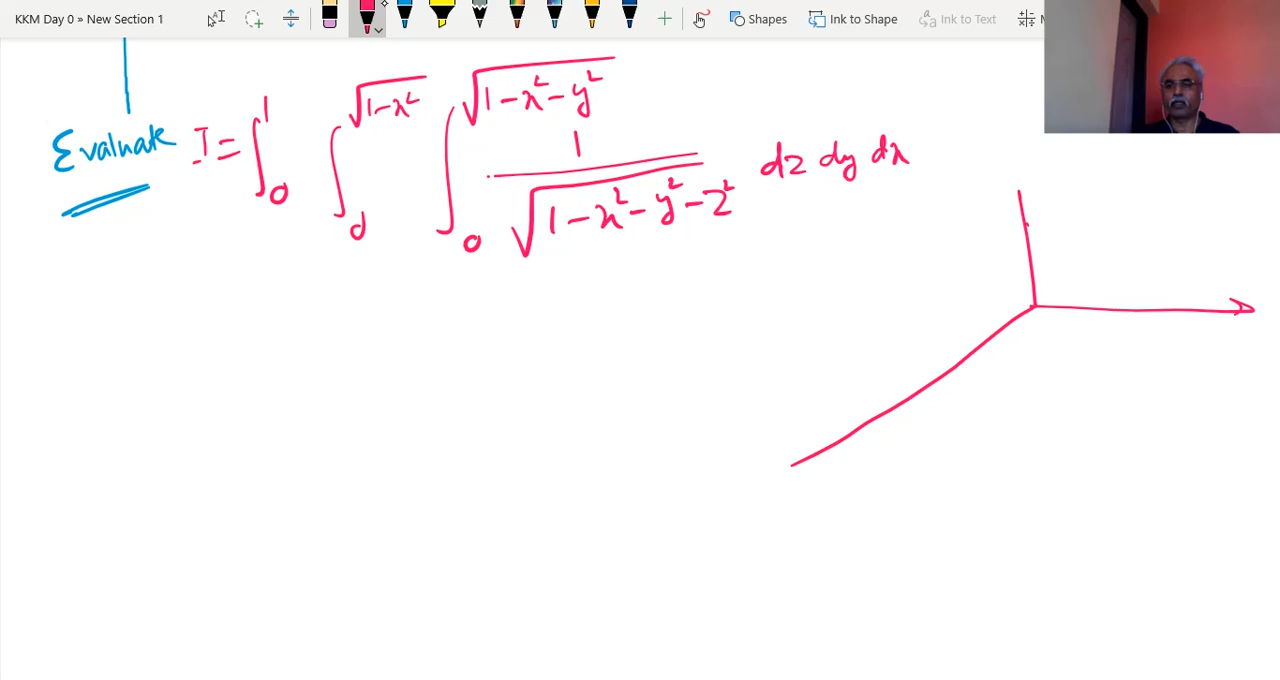 KKM Day 0 » New Section 1
Shapes
Ink to Shape
Ink to Text
Evaluate I = ∫₀¹ ∫₀^√(1-x²) ∫₀^√(1-x²-y²) 1/√(1-x²-y²-z²) dz dy dx